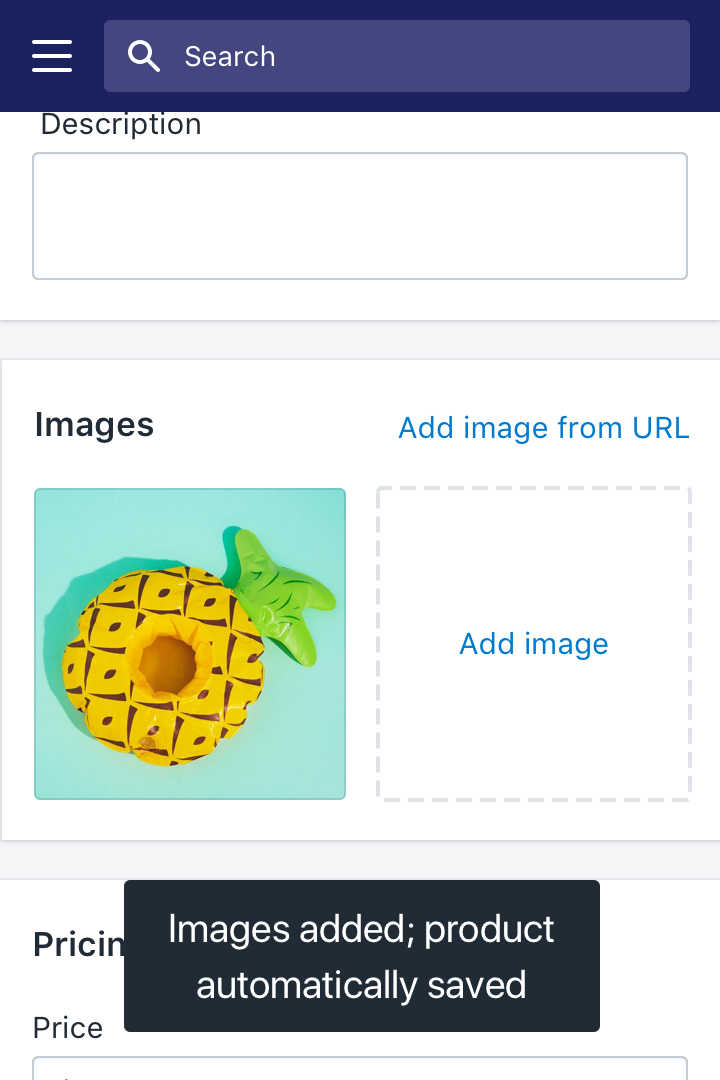 Search
Description
Images
Add image from URL
Add image
Images added; product
automatically saved
Pricin
Price